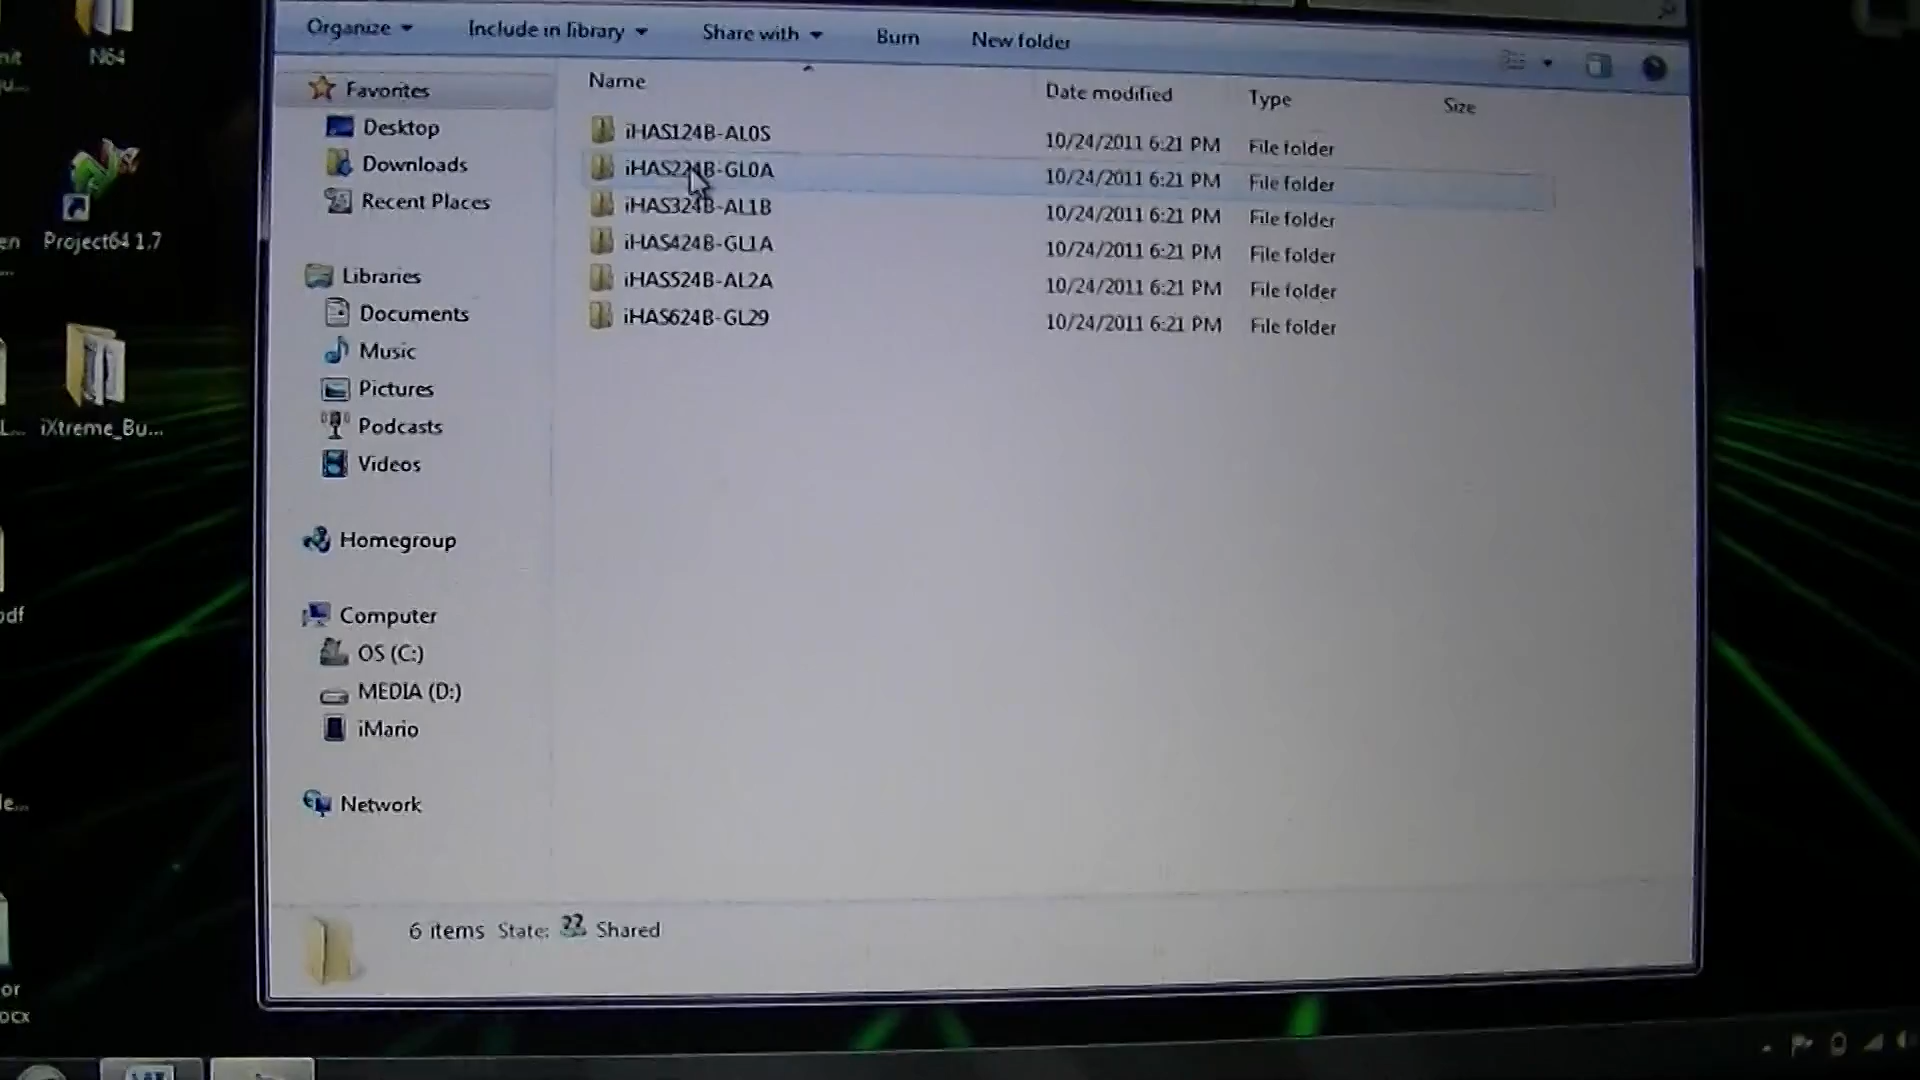 N64
Project64 1.7
iXtreme_Bu...
Organize Include in library Share with Burn New folder
Name Date modified Type Size
iHAS124B-AL0S 10/24/2011 6:21 PM File folder
iHAS224B-GL0A 10/24/2011 6:21 PM File folder
iHAS324B-AL1B 10/24/2011 6:21 PM File folder
iHAS424B-GL1A 10/24/2011 6:21 PM File folder
iHAS524B-AL2A 10/24/2011 6:21 PM File folder
iHAS624B-GL29 10/24/2011 6:21 PM File folder
Favorites
Desktop
Downloads
Recent Places
Libraries
Documents
Music
Pictures
Podcasts
Videos
Homegroup
Computer
OS (C:)
MEDIA (D:)
iMario
Network
6 items State: Shared